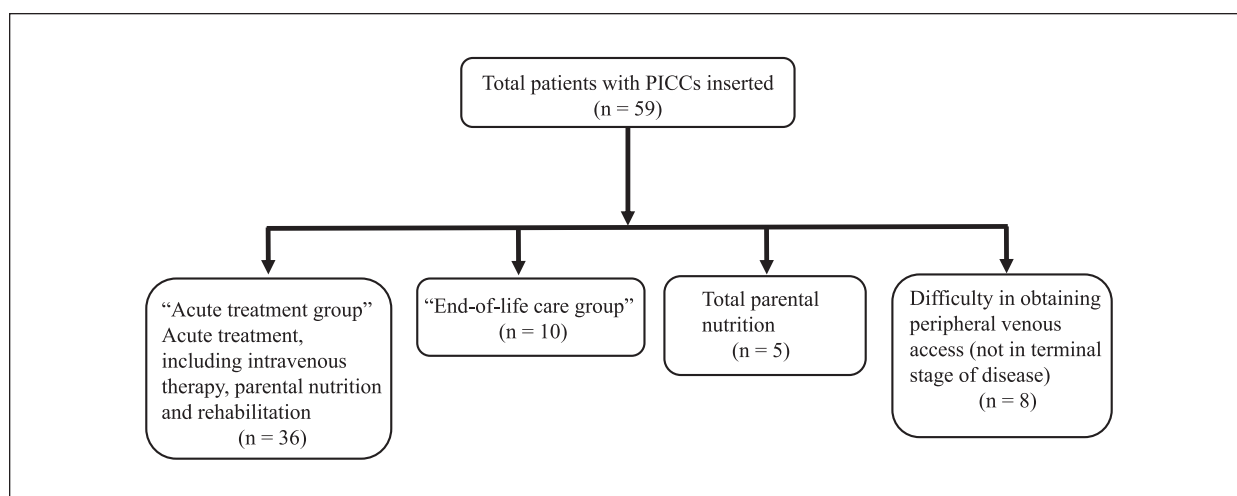 Total patients with PICCs inserted
(n = 59)
“Acute treatment group”
Acute treatment,
including intravenous
therapy, parental nutrition
and rehabilitation
(n = 36)
“End-of-life care group”
(n = 10)
Total parental
nutrition
(n = 5)
Difficulty in obtaining
peripheral venous
access (not in terminal
stage of disease)
(n = 8)